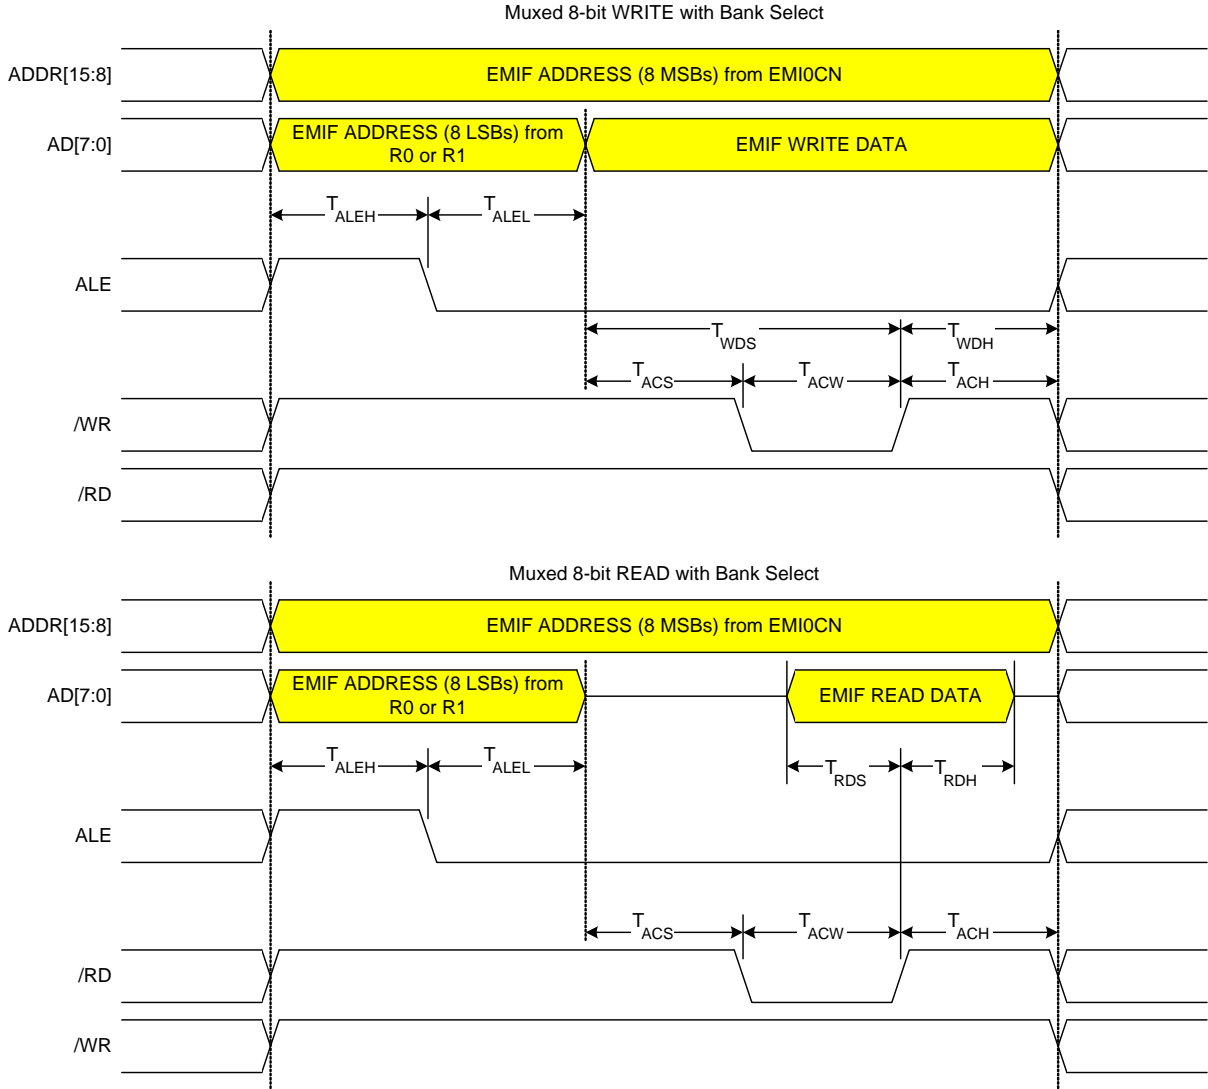 Muxed 8-bit WRITE with Bank Select
ADDR[15:8]
EMIF ADDRESS (8 MSBs) from EMI0CN
AD[7:0]
EMIF ADDRESS (8 LSBs) from
R0 or R1
EMIF WRITE DATA
TALEH
TALEL
ALE
TWDS
TWDH
TACS
TACW
TACH
/WR
/RD
Muxed 8-bit READ with Bank Select
ADDR[15:8]
EMIF ADDRESS (8 MSBs) from EMI0CN
AD[7:0]
EMIF ADDRESS (8 LSBs) from
R0 or R1
EMIF READ DATA
TALEH
TALEL
TRDS
TRDH
ALE
TACS
TACW
TACH
/RD
/WR